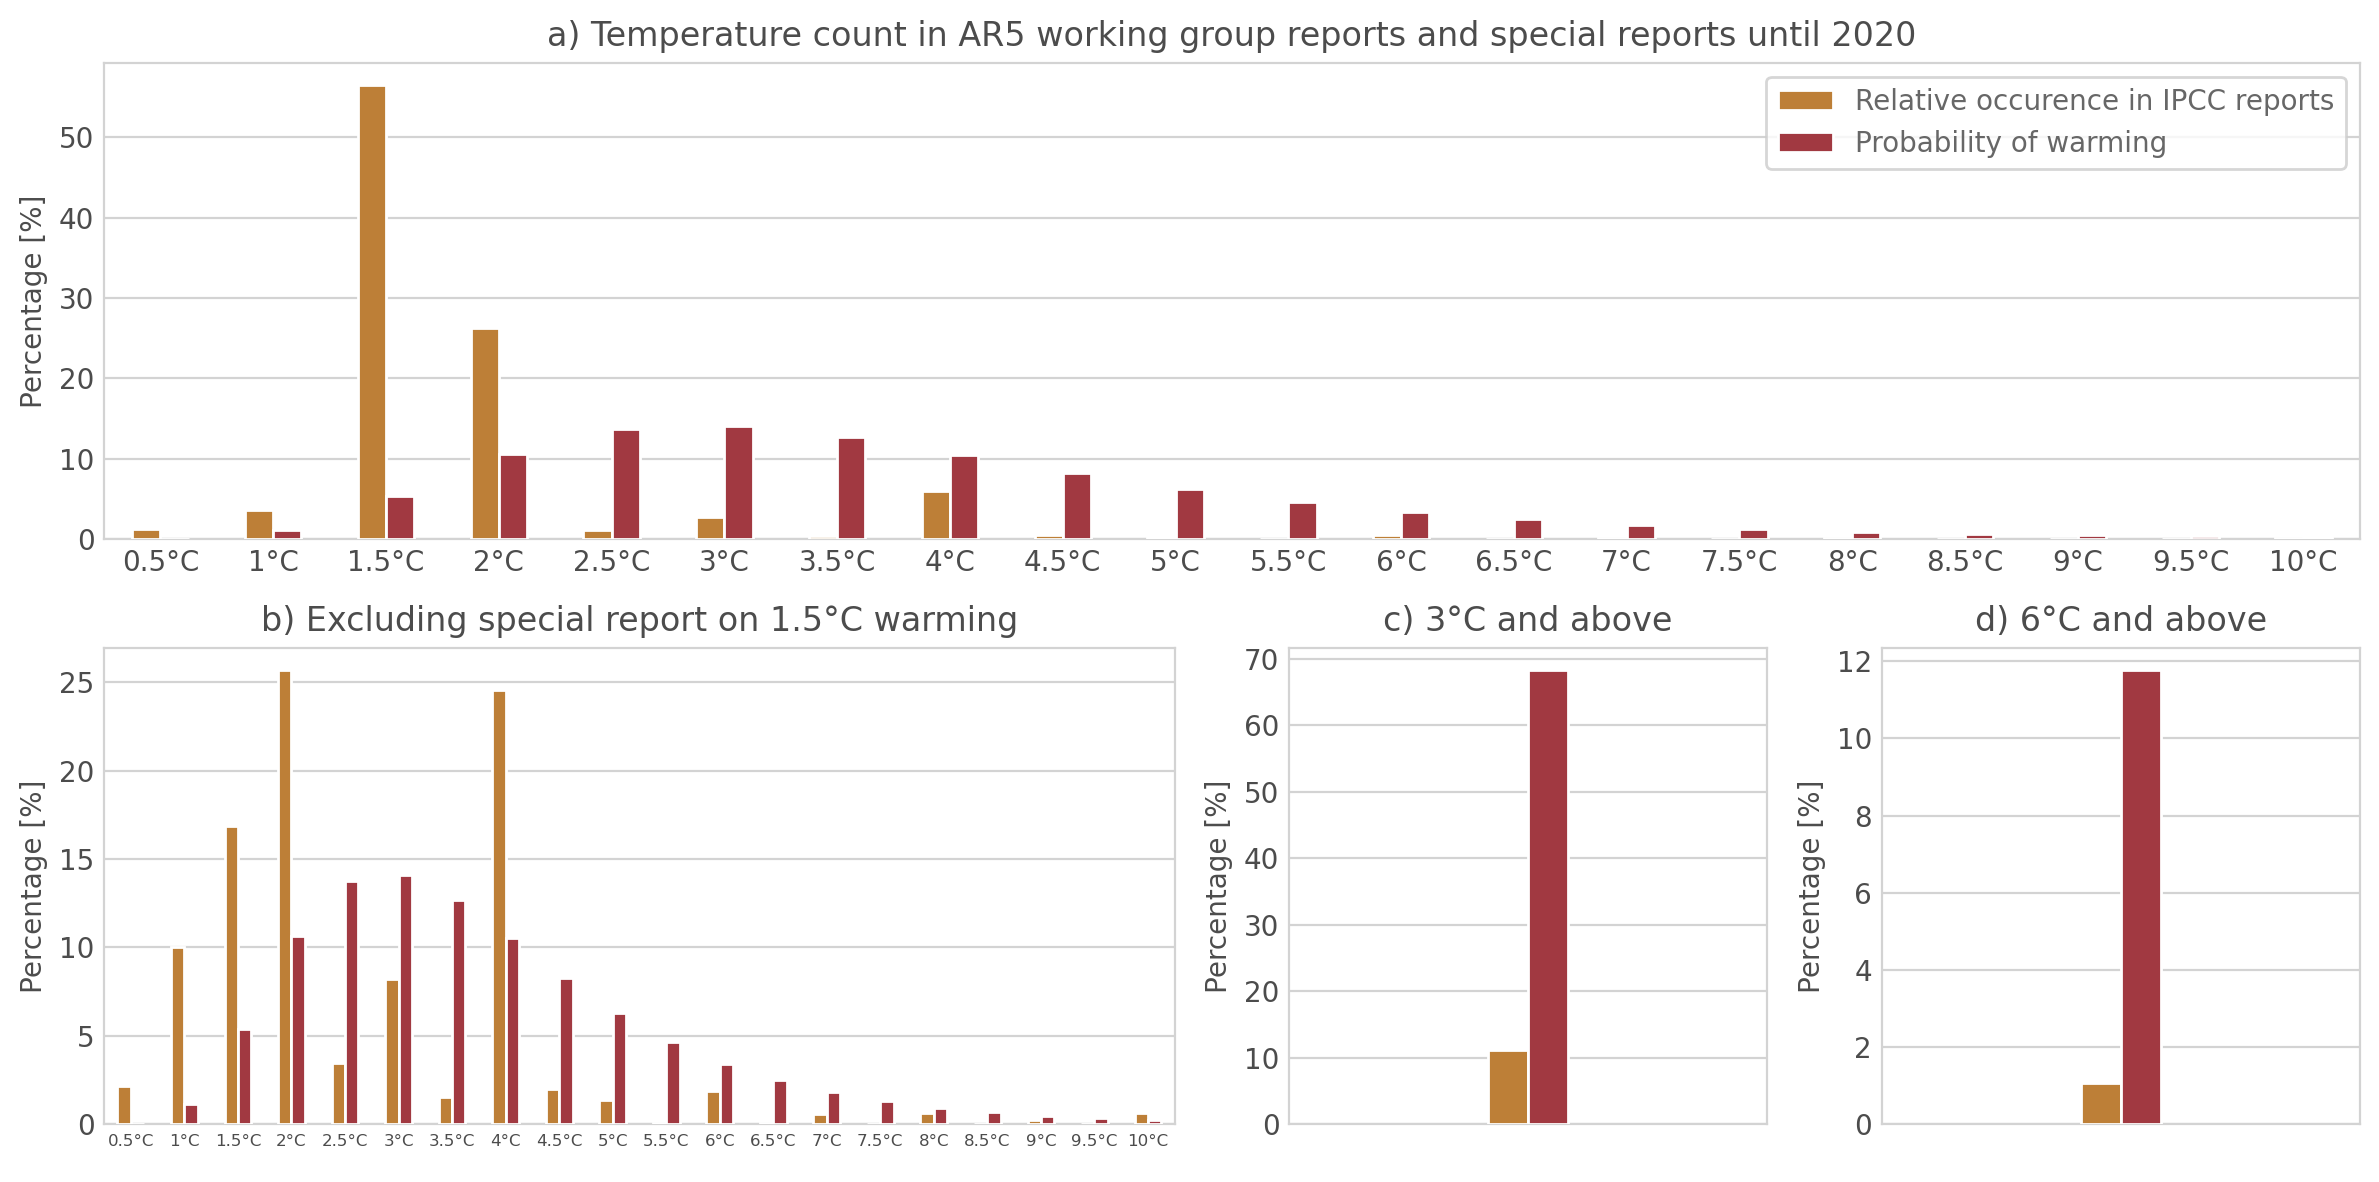 a) Temperature count in AR5 working group reports and special reports until 2020
Percentage [%]
50
40
30
20
10
0
Relative occurence in IPCC reports
Probability of warming
0.5°C 1°C 1.5°C 2°C 2.5°C 3°C 3.5°C 4°C 4.5°C 5°C 5.5°C 6°C 6.5°C 7°C 7.5°C 8°C 8.5°C 9°C 9.5°C 10°C
b) Excluding special report on 1.5°C warming
Percentage [%]
25
20
15
10
5
0
0.5°C 1°C 1.5°C 2°C 2.5°C 3°C 3.5°C 4°C 4.5°C 5°C 5.5°C 6°C 6.5°C 7°C 7.5°C 8°C 8.5°C 9°C 9.5°C 10°C
c) 3°C and above
Percentage [%]
70
60
50
40
30
20
10
0
d) 6°C and above
Percentage [%]
12
10
8
6
4
2
0